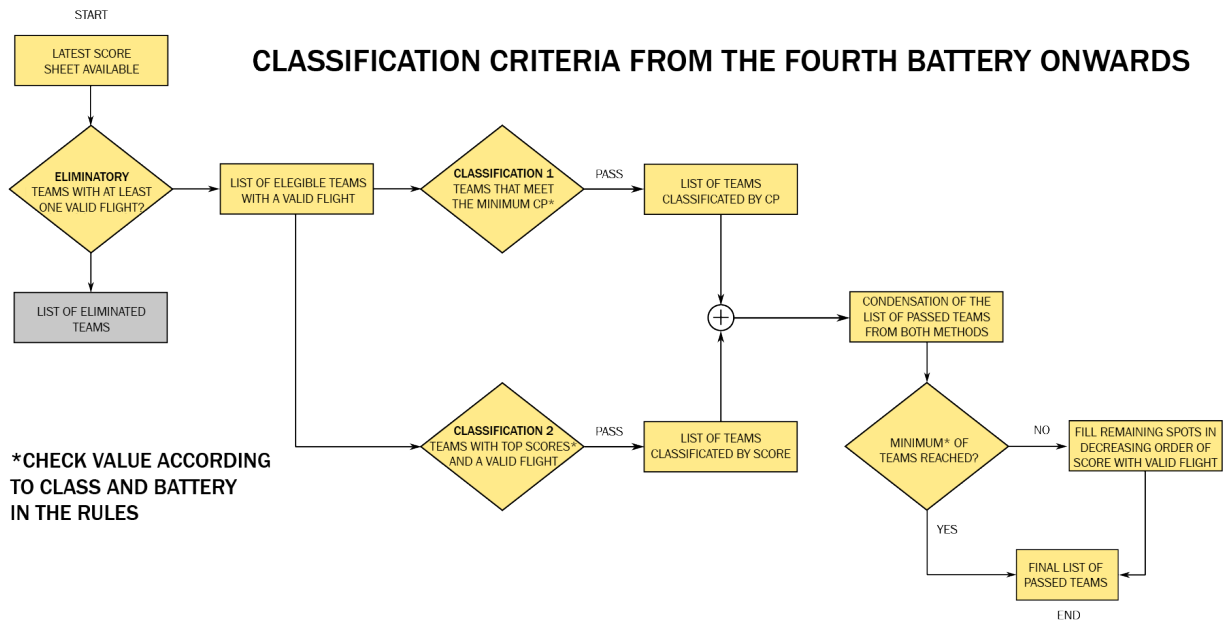 START
LATEST SCORE
SHEET AVAILABLE
CLASSIFICATION CRITERIA FROM THE FOURTH BATTERY ONWARDS
ELIMINATORY
TEAMS WITH AT LEAST
ONE VALID FLIGHT?
LIST OF ELEGIBLE TEAMS
WITH A VALID FLIGHT
CLASSIFICATION 1
TEAMS THAT MEET
THE MINIMUM CP*
PASS
LIST OF TEAMS
CLASSIFICATED BY CP
LIST OF ELIMINATED
TEAMS
CONDENSATION OF THE
LIST OF PASSED TEAMS
FROM BOTH METHODS
CLASSIFICATION 2
TEAMS WITH TOP SCORES*
AND A VALID FLIGHT
PASS
LIST OF TEAMS
CLASSIFICATED BY SCORE
MINIMUM* OF
TEAMS REACHED?
NO
FILL REMAINING SPOTS IN
DECREASING ORDER OF
SCORE WITH VALID FLIGHT
YES
FINAL LIST OF
PASSED TEAMS
END
*CHECK VALUE ACCORDING
TO CLASS AND BATTERY
IN THE RULES